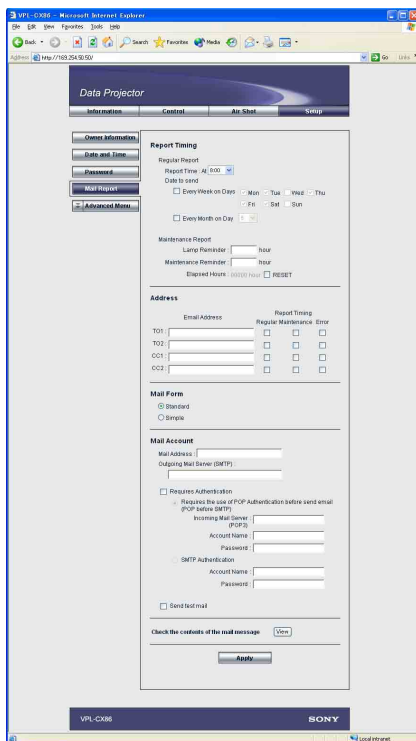 VPL-CX86 - Microsoft Internet Explorer
File Edit View Favorites Tools Help
Back Search Favorites Media
Address http://169.254.50.50/ Go Links
Data Projector
Information Control Air Shot Setup
Owner Information
Date and Time
Password
Mail Report
Advanced Menu
Report Timing
Regular Report
Report Time : At 8:00
Date to send
Every Week on Days Mon Tue Wed Thu
Fri Sat Sun
Every Month on Day
Maintenance Report
Lamp Reminder : hour
Maintenance Reminder : hour
Elapsed Hours : 00000 hour RESET
Address
Email Address
Report Timing
Regular Maintenance Error
TO1 :
TO2 :
CC1 :
CC2 :
Mail Form
Standard
Simple
Mail Account
Mail Address :
Outgoing Mail Server (SMTP) :
Requires Authentication
Requires the use of POP Authentication before send email
(POP before SMTP)
Incoming Mail Server :
(POP3)
Account Name :
Password :
SMTP Authentication
Account Name :
Password :
Send test mail
Check the contents of the mail message View
Apply
VPL-CX86 SONY
Local intranet